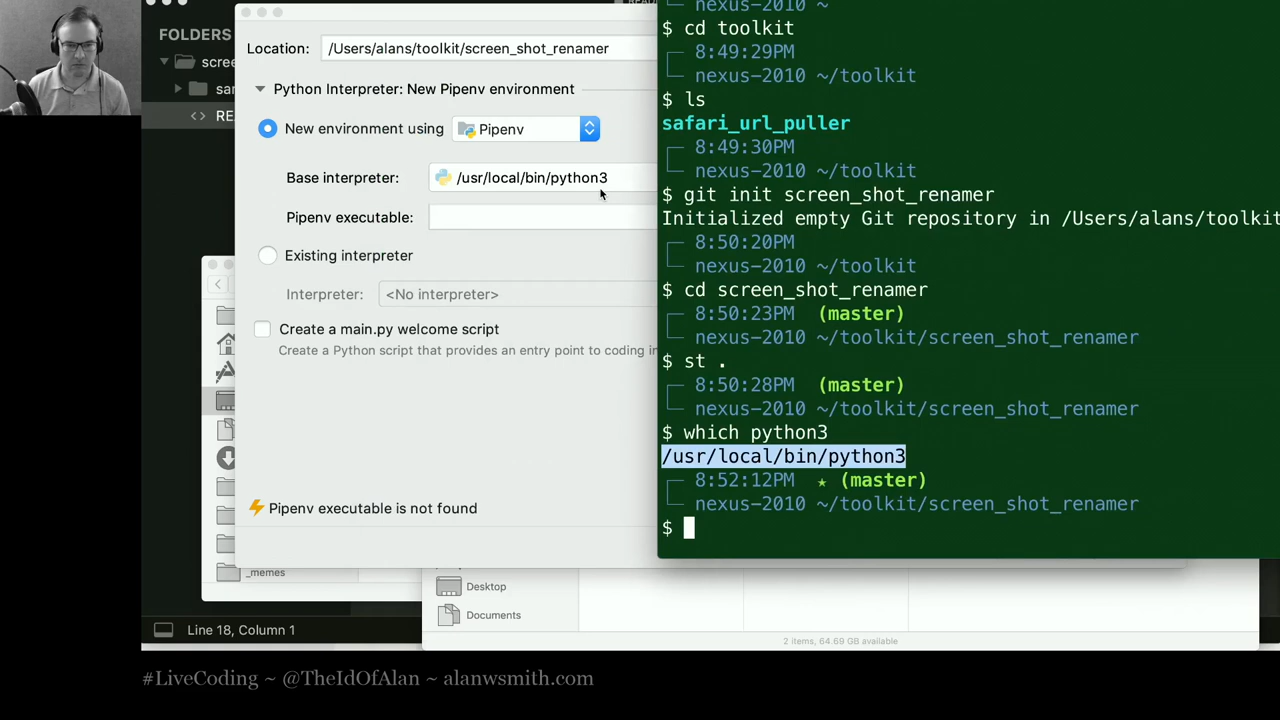 FOLDERS
scree
sar
RE
Location: /Users/alans/toolkit/screen_shot_renamer
Python Interpreter: New Pipenv environment
New environment using Pipenv
Base interpreter: /usr/local/bin/python3
Pipenv executable:
Existing interpreter
Interpreter: <No interpreter>
Create a main.py welcome script
Create a Python script that provides an entry point to coding in
Pipenv executable is not found
_memes
Line 18, Column 1
nexus-2010 ~
$ cd toolkit
8:49:29PM
nexus-2010 ~/toolkit
$ ls
safari_url_puller
8:49:30PM
nexus-2010 ~/toolkit
$ git init screen_shot_renamer
Initialized empty Git repository in /Users/alans/toolkit
8:50:20PM
nexus-2010 ~/toolkit
$ cd screen_shot_renamer
8:50:23PM (master)
nexus-2010 ~/toolkit/screen_shot_renamer
$ st .
8:50:28PM (master)
nexus-2010 ~/toolkit/screen_shot_renamer
$ which python3
/usr/local/bin/python3
8:52:12PM ★ (master)
nexus-2010 ~/toolkit/screen_shot_renamer
$
Desktop
Documents
2 items, 64.69 GB available
#LiveCoding ~ @TheIdOfAlan ~ alanwsmith.com